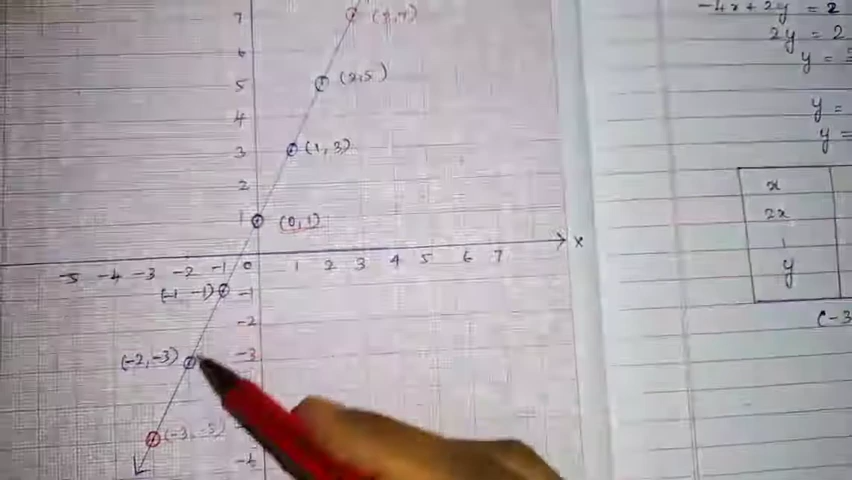 7 (3,7)
6
5 (2,5)
4
3 (1,3)
2
1 (0,1)
-5 -4 -3 -2 -1 0 1 2 3 4 5 6 7 x
(-1 -1) -1
-2
(-2,-3) -3
(-3,-5)
-4x + 2y = 2
2y = 2
y =
y =
y =
x
2x
1
y
(-3